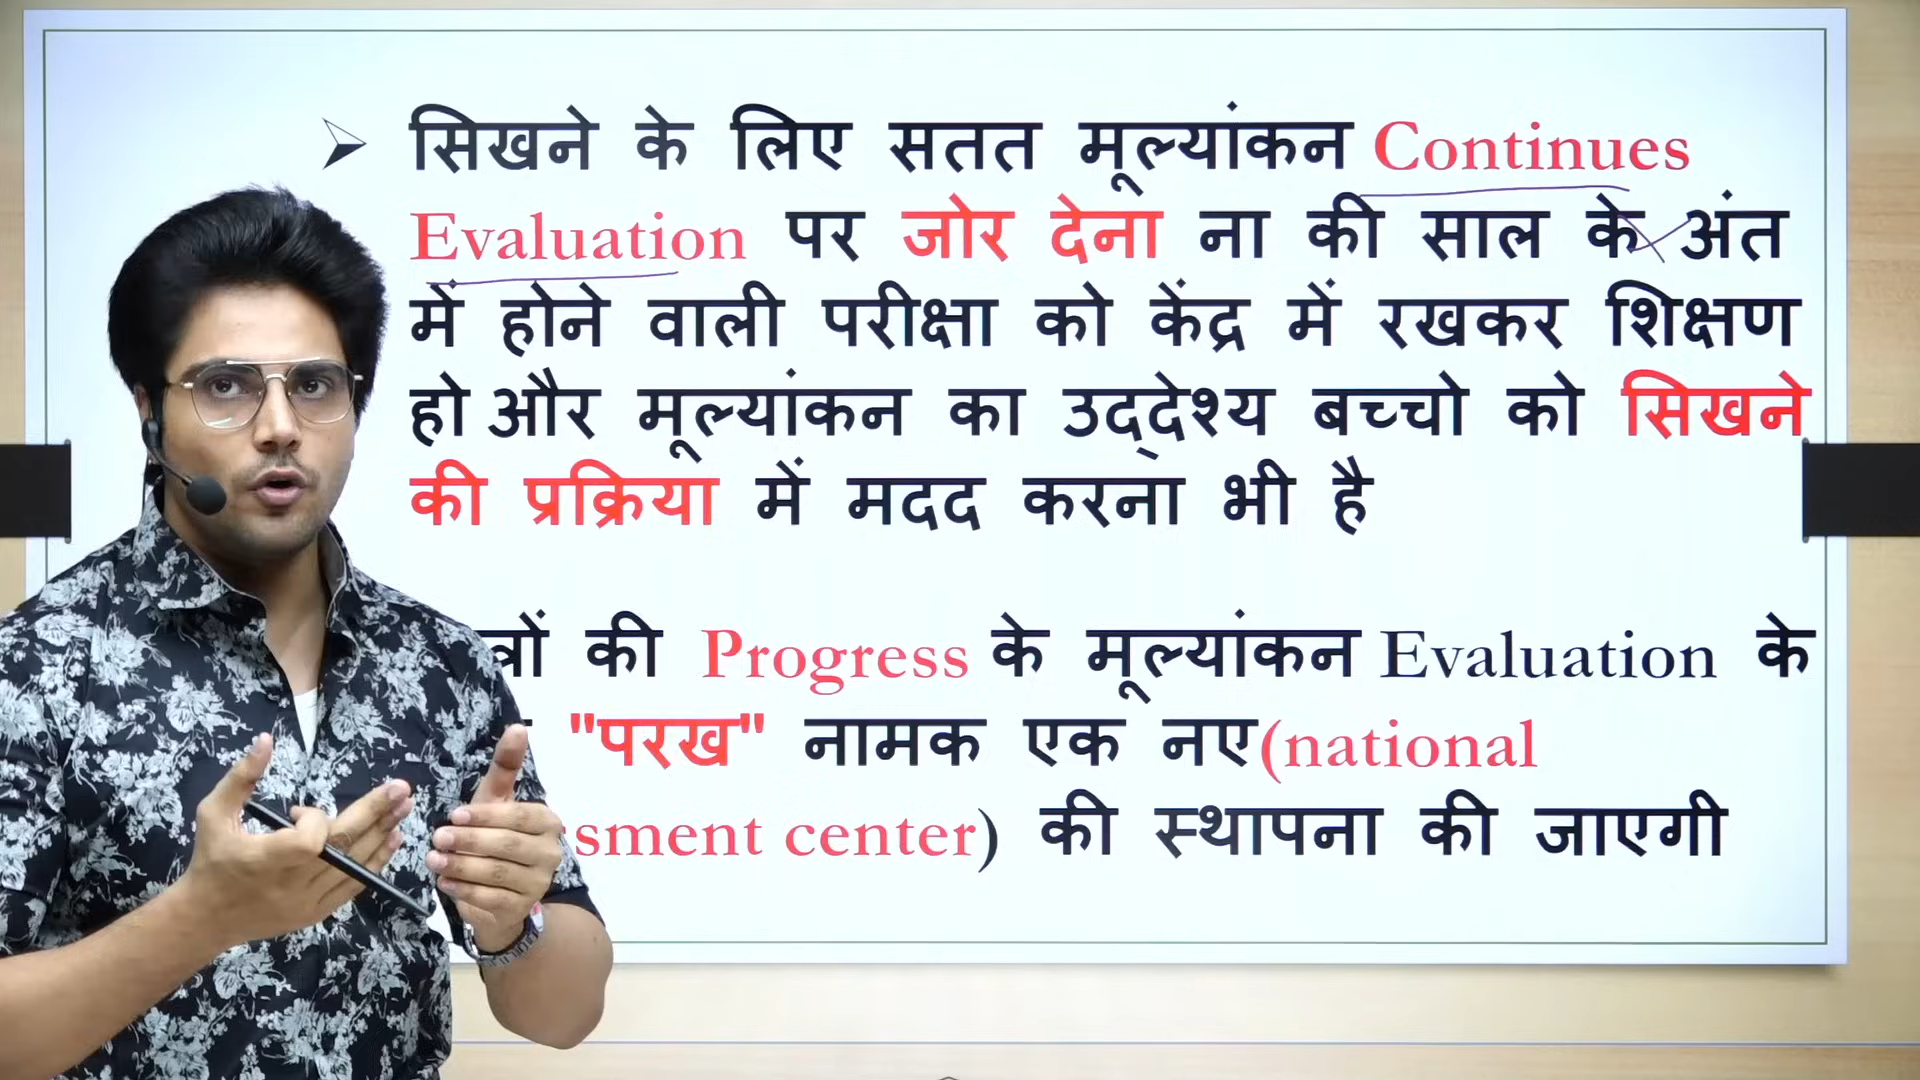 सिखने के लिए सतत मूल्यांकन Continues
Evaluation पर जोर देना ना की साल के अंत
में होने वाली परीक्षा को केंद्र में रखकर शिक्षण
हो और मूल्यांकन का उद्देश्य बच्चो को सिखने
की प्रक्रिया में मदद करना भी है
की Progress के मूल्यांकन Evaluation के
"परख" नामक एक नए(national
center) की स्थापना की जाएगी